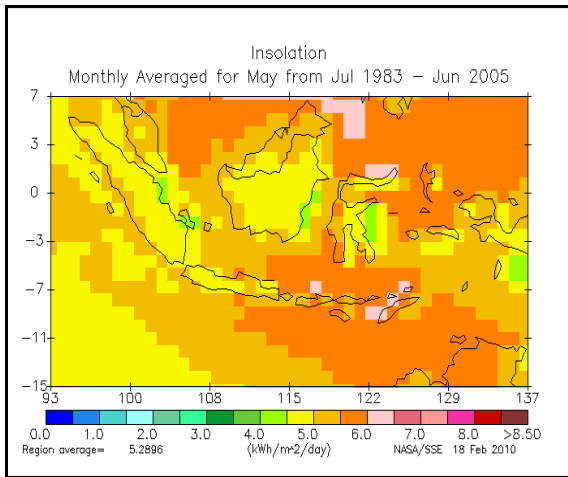 Insolation
Monthly Averaged for May from Jul 1983 - Jun 2005
7
3
0
-3
-7
-11
-15
93 100 108 115 122 129 137
0.0 1.0 2.0 3.0 4.0 5.0 6.0 7.0 8.0 >8.50
Region average= 5.2896 (kWh/m^2/day) NASA/SSE 18 Feb 2010